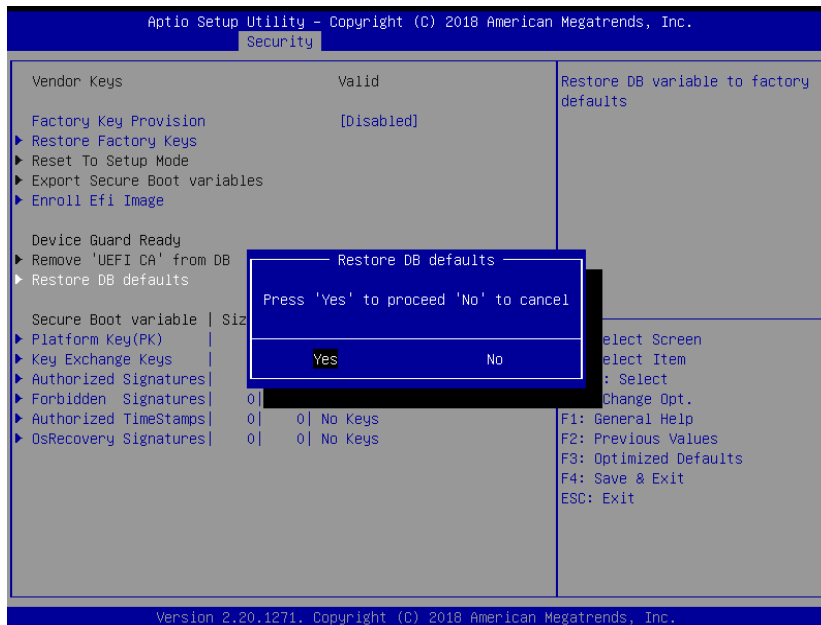 Aptio Setup Utility – Copyright (C) 2018 American Megatrends, Inc.
Security
Vendor Keys Valid
Factory Key Provision [Disabled]
Restore Factory Keys
Reset To Setup Mode
Export Secure Boot variables
Enroll Efi Image
Device Guard Ready
Remove 'UEFI CA' from DB
Restore DB defaults
Secure Boot variable | Siz
Platform Key(PK) |
Key Exchange Keys |
Authorized Signatures|
Forbidden Signatures| 0|
Authorized TimeStamps| 0| 0| No Keys
OsRecovery Signatures| 0| 0| No Keys
Restore DB defaults
Press 'Yes' to proceed 'No' to cancel
Yes No
Restore DB variable to factory
defaults
elect Screen
elect Item
: Select
Change Opt.
F1: General Help
F2: Previous Values
F3: Optimized Defaults
F4: Save & Exit
ESC: Exit
Version 2.20.1271. Copyright (C) 2018 American Megatrends, Inc.